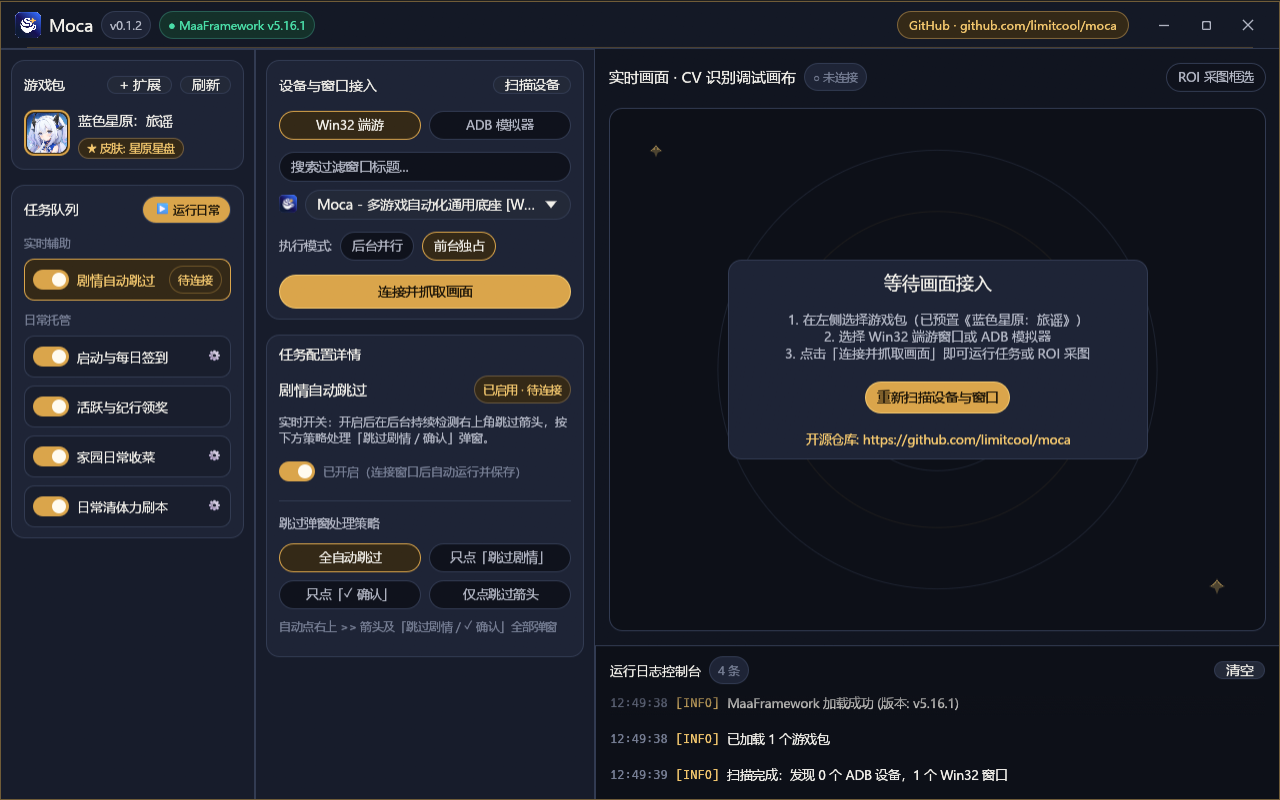 Moca v0.1.2 ● MaaFramework v5.16.1
GitHub · github.com/limitcool/moca
游戏包 + 扩展 刷新
蓝色星原：旅谣
★ 皮肤: 星原星盘
任务队列 运行日常
实时辅助
剧情自动跳过 待连接
日常托管
启动与每日签到
活跃与纪行领奖
家园日常收菜
日常清体力刷本
设备与窗口接入 扫描设备
Win32 端游 ADB 模拟器
搜索过滤窗口标题...
Moca - 多游戏自动化通用底座 [W...
执行模式: 后台并行 前台独占
连接并抓取画面
任务配置详情
剧情自动跳过 已启用 · 待连接
实时开关：开启后在后台持续检测右上角跳过箭头，按
下方策略处理「跳过剧情 / 确认」弹窗。
已开启（连接窗口后自动运行并保存）
跳过弹窗处理策略
全自动跳过 只点「跳过剧情」
只点「✓ 确认」 仅点跳过箭头
自动点右上 >> 箭头及「跳过剧情 / ✓ 确认」全部弹窗
实时画面 · CV 识别调试画布 ○ 未连接 ROI 采图框选
等待画面接入
1. 在左侧选择游戏包（已预置《蓝色星原：旅谣》）
2. 选择 Win32 端游窗口或 ADB 模拟器
3. 点击「连接并抓取画面」即可运行任务或 ROI 采图
重新扫描设备与窗口
开源仓库: https://github.com/limitcool/moca
运行日志控制台 4 条 清空
12:49:38 [INFO] MaaFramework 加载成功 (版本: v5.16.1)
12:49:38 [INFO] 已加载 1 个游戏包
12:49:39 [INFO] 扫描完成：发现 0 个 ADB 设备，1 个 Win32 窗口